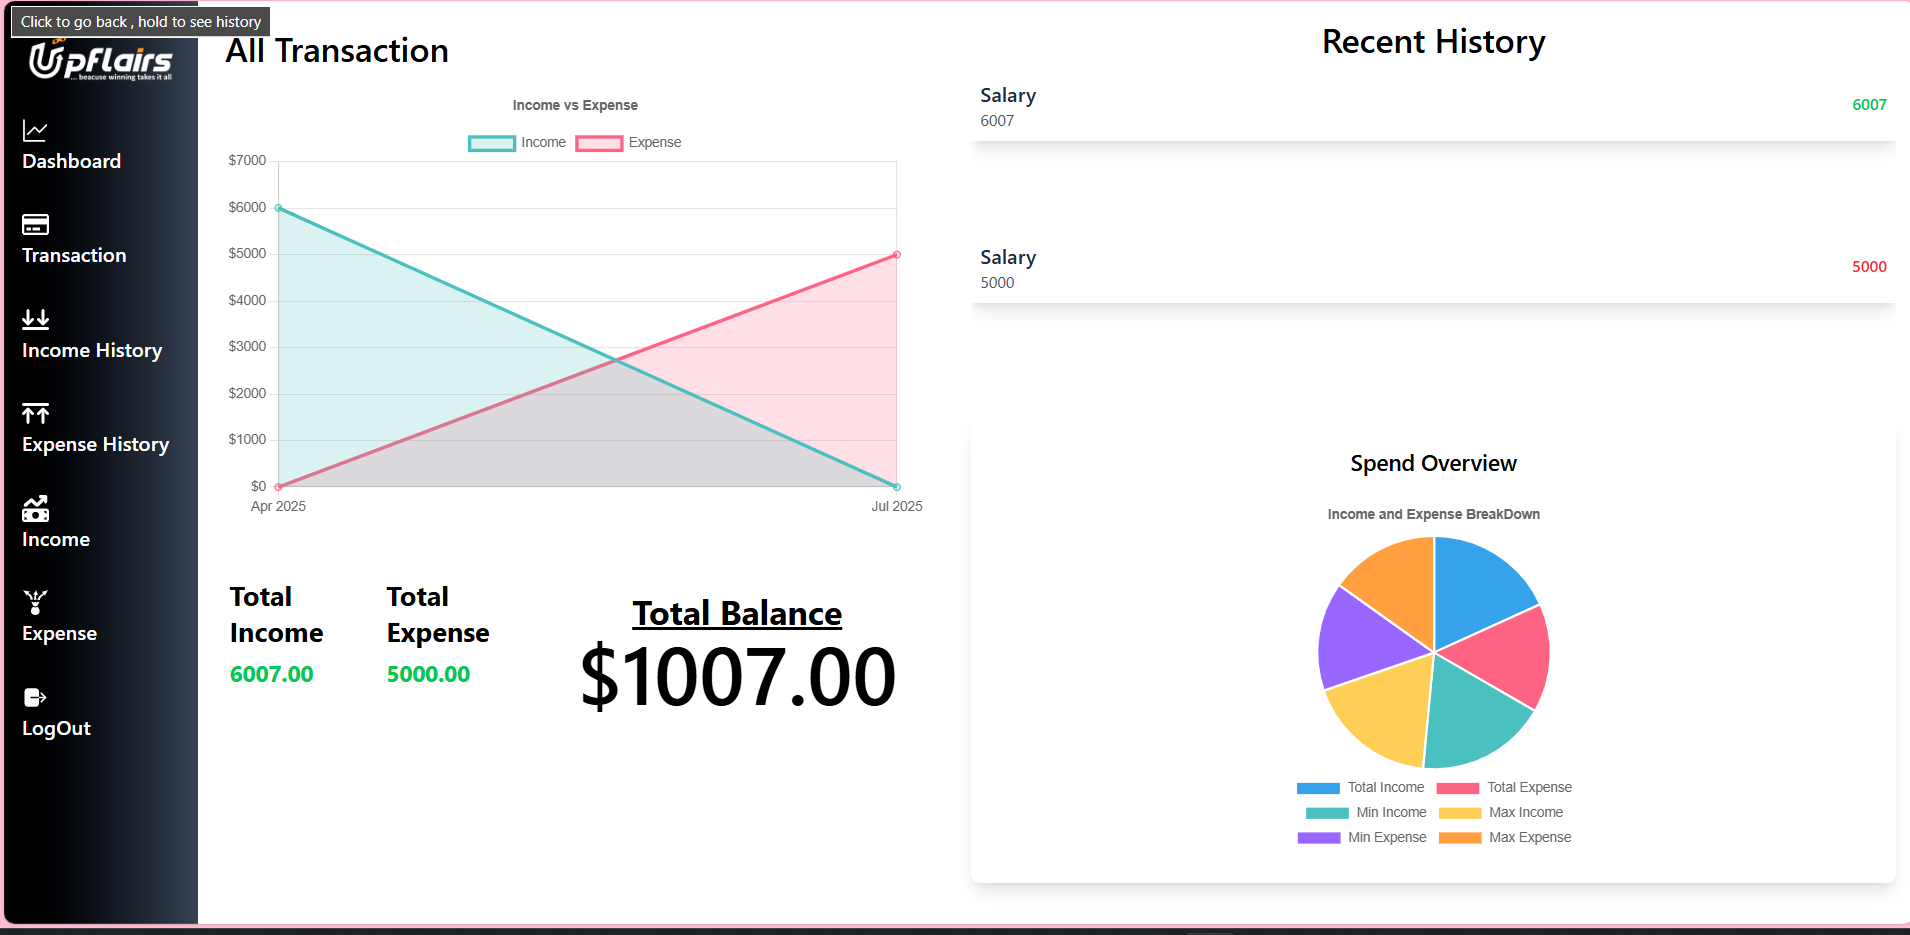 Click to go back, hold to see history
Upflairs
... beacuse winning takes it all
Dashboard
Transaction
Income History
Expense History
Income
Expense
LogOut
All Transaction
Income vs Expense
Income
Expense
$7000
$6000
$5000
$4000
$3000
$2000
$1000
$0
Apr 2025
Jul 2025
Total Income
6007.00
Total Expense
5000.00
Total Balance
$1007.00
Recent History
Salary
6007
6007
Salary
5000
5000
Spend Overview
Income and Expense BreakDown
Total Income
Total Expense
Min Income
Max Income
Min Expense
Max Expense